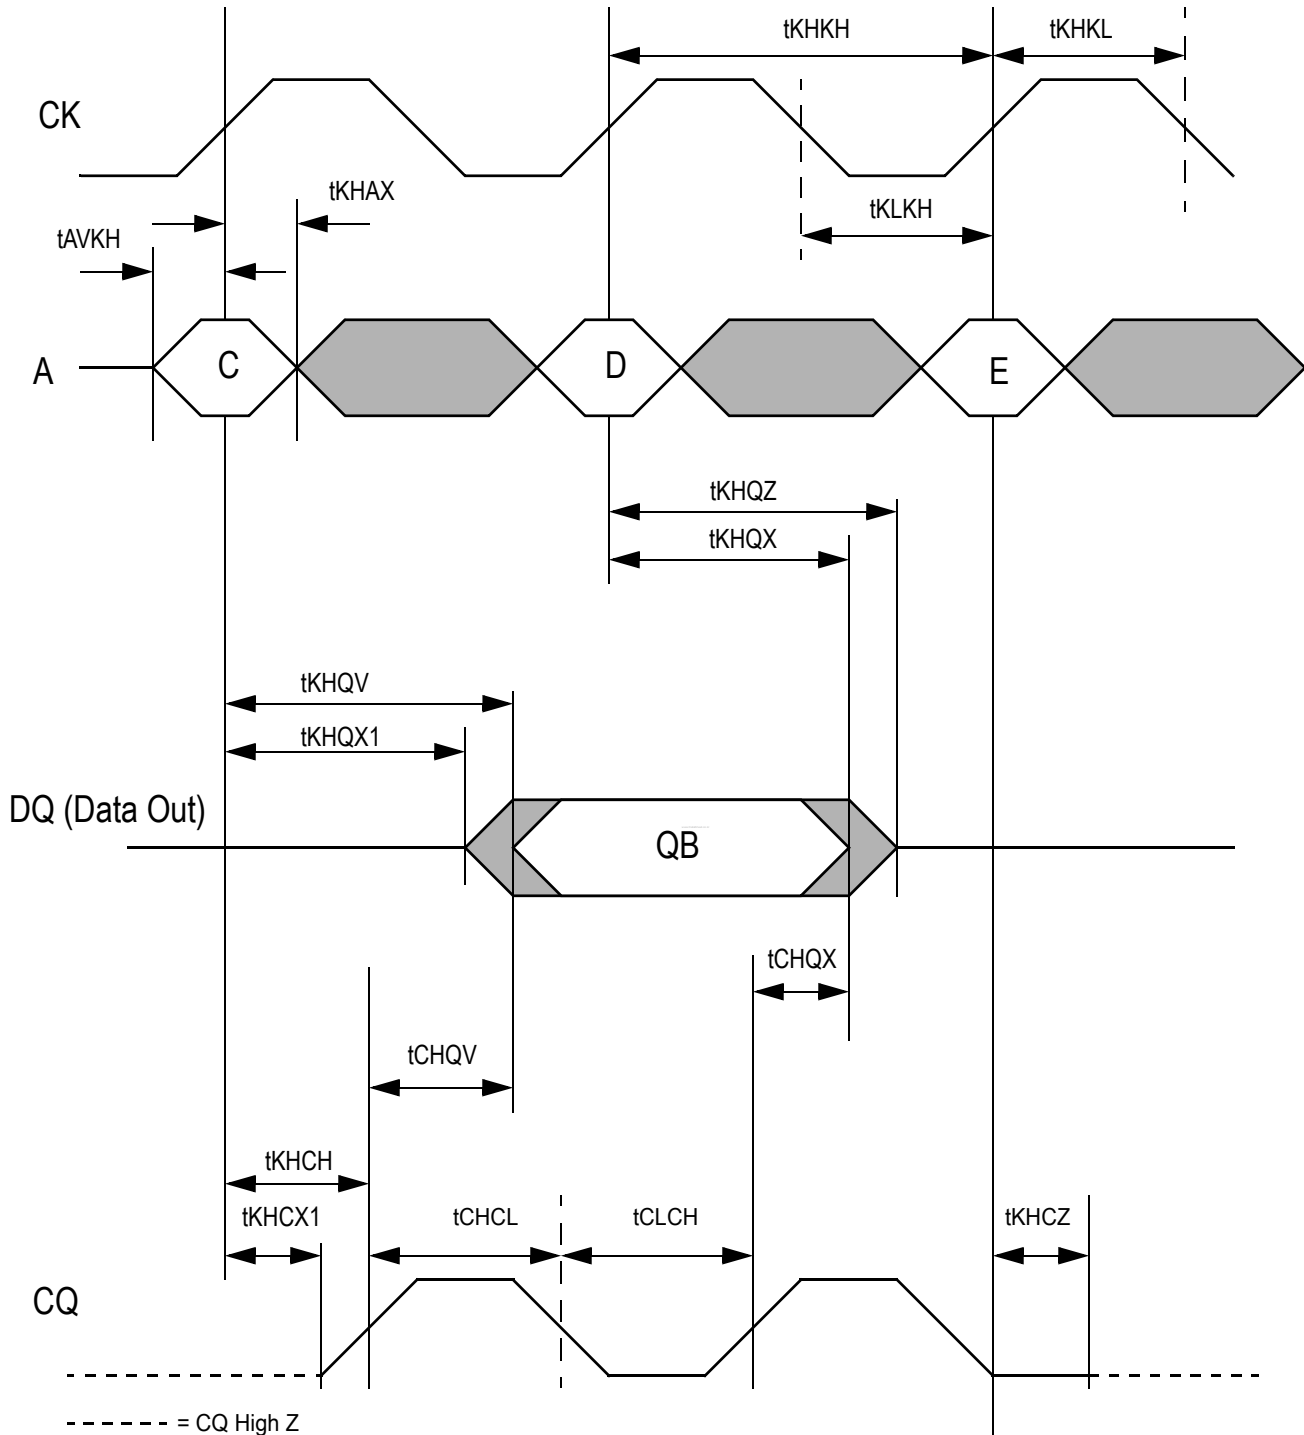 tKHKH
tKHKL
CK
tKHAX
tKLKH
tAVKH
A
C
D
E
tKHQZ
tKHQX
tKHQV
tKHQX1
DQ (Data Out)
QB
tCHQX
tCHQV
tKHCH
tKHCX1
tCHCL
tCLCH
tKHCZ
CQ
= CQ High Z